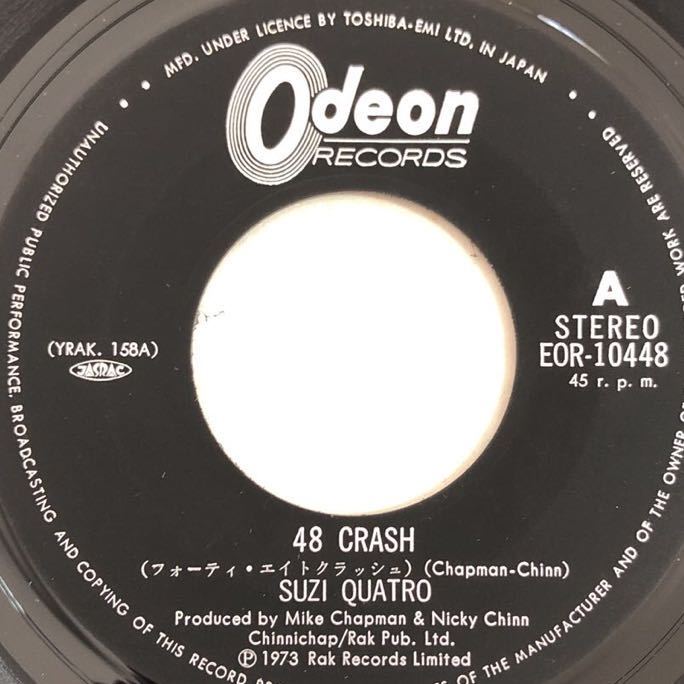 MFD. UNDER LICENCE BY TOSHIBA-EMI LTD. IN JAPAN
Odeon
RECORDS
A
STEREO
EOR-10448
45 r. p. m.
(YRAK. 158A)
JASRAC
48 CRASH
(フォーティ・エイトクラッシュ) (Chapman-Chinn)
SUZI QUATRO
Produced by Mike Chapman & Nicky Chinn
Chinnichap/Rak Pub. Ltd.
Ⓟ 1973 Rak Records Limited
UNAUTHORIZED PUBLIC PERFORMANCE, BROADCASTING AND COPYING OF THIS RECORD
OF THE MANUFACTURER AND OF THE OWNER OF
WORK ARE RESERVED